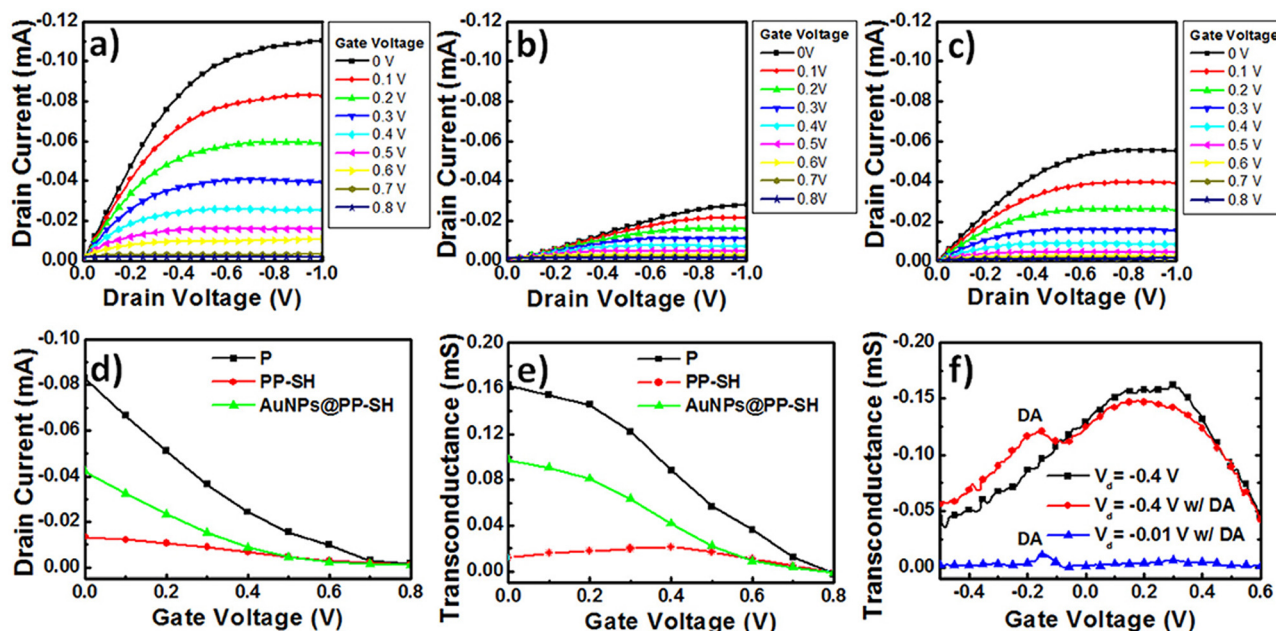 a)
Drain Current (mA)
-0.12
-0.10
-0.08
-0.06
-0.04
-0.02
0.00
0.0 -0.2 -0.4 -0.6 -0.8 -1.0
Drain Voltage (V)
Gate Voltage
0 V
0.1 V
0.2 V
0.3 V
0.4 V
0.5 V
0.6 V
0.7 V
0.8 V
b)
Drain Current (mA)
-0.12
-0.10
-0.08
-0.06
-0.04
-0.02
0.00
0.0 -0.2 -0.4 -0.6 -0.8 -1.0
Drain Voltage (V)
Gate Voltage
0V
0.1V
0.2V
0.3V
0.4V
0.5V
0.6V
0.7V
0.8V
c)
Drain Current (mA)
-0.12
-0.10
-0.08
-0.06
-0.04
-0.02
0.00
0.0 -0.2 -0.4 -0.6 -0.8 -1.0
Drain Voltage (V)
Gate Voltage
0 V
0.1 V
0.2 V
0.3 V
0.4 V
0.5 V
0.6 V
0.7 V
0.8 V
d)
Drain Current (mA)
-0.10
-0.08
-0.06
-0.04
-0.02
0.00
0.0 0.2 0.4 0.6 0.8
Gate Voltage (V)
P
PP-SH
AuNPs@PP-SH
e)
Transconductance (mS)
0.20
0.16
0.12
0.08
0.04
0.00
0.0 0.2 0.4 0.6 0.8
Gate Voltage (V)
P
PP-SH
AuNPs@PP-SH
f)
Transconductance (mS)
-0.20
-0.15
-0.10
-0.05
0.00
-0.4 -0.2 0.0 0.2 0.4 0.6
Gate Voltage (V)
DA
Vd= -0.4 V
Vd= -0.4 V w/ DA
Vd= -0.01 V w/ DA
DA